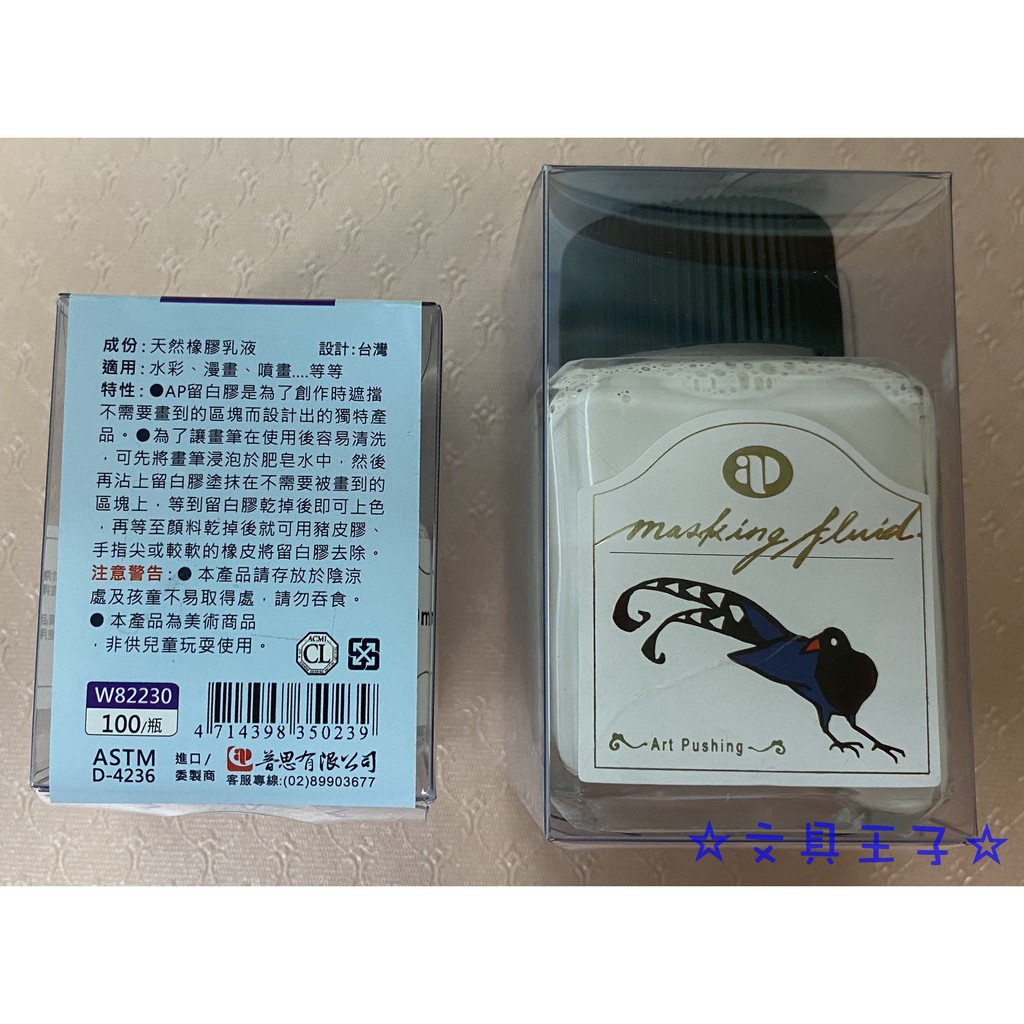 成份:天然橡膠乳液 設計:台灣
適用:水彩、漫畫、噴畫....等等
特性:●AP留白膠是為了創作時遮擋
不需要畫到的區塊而設計出的獨特產
品。●為了讓畫筆在使用後容易清洗
,可先將畫筆浸泡於肥皂水中,然後
再沾上留白膠塗抹在不需要被畫到的
區塊上,等到留白膠乾掉後即可上色
,再等至顏料乾掉後就可用豬皮膠、
手指尖或較軟的橡皮將留白膠去除。
注意警告:● 本產品請存放於陰涼
處及孩童不易取得處,請勿吞食。
● 本產品為美術商品
,非供兒童玩耍使用。
ACMI
CL
W82230
100/瓶
4 714398 350239
ASTM
D-4236
進口/
委製商
ap 普思有限公司
客服專線:(02)89903677
ap
masking fluid.
Art Pushing
☆文具王子☆